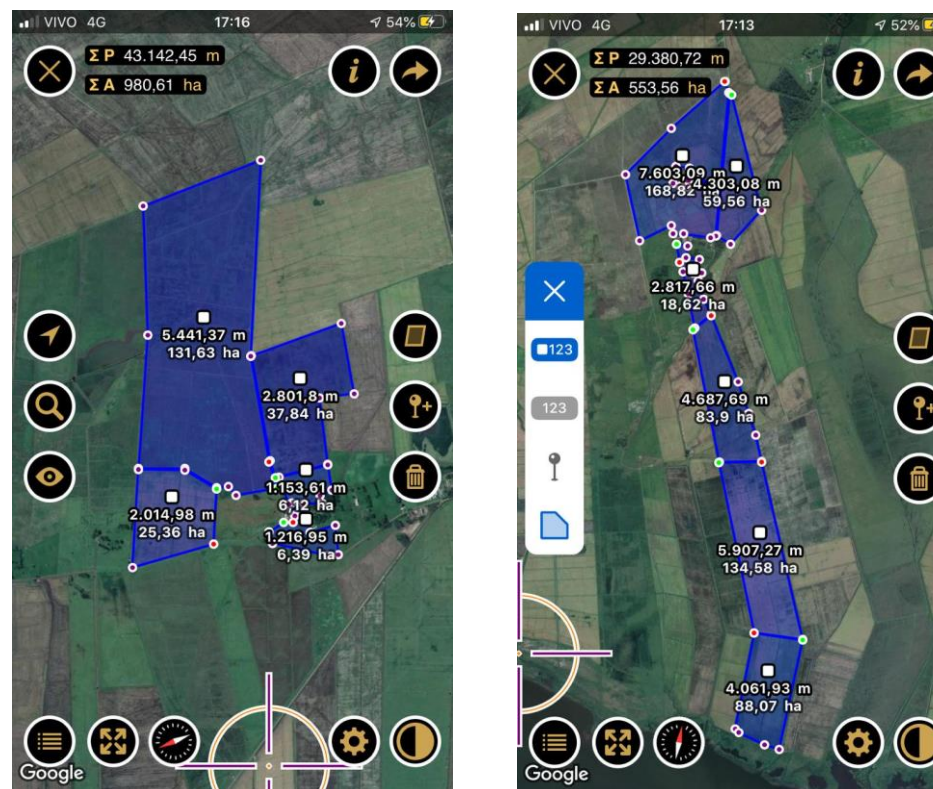 VIVO 4G 17:16 54%
Σ P 43.142,45 m
Σ A 980,61 ha
i
5.441,37 m
131,63 ha
2.801,8 m
37,84 ha
1.153,61 m
6,12 ha
2.014,98 m
25,36 ha
1.216,95 m
6,39 ha
Google
VIVO 4G 17:13 52%
Σ P 29.380,72 m
Σ A 553,56 ha
i
7.603,09 m
168,82 ha
4.303,08 m
59,56 ha
123
2.817,66 m
18,62 ha
123
4.687,69 m
83,9 ha
5.907,27 m
134,58 ha
4.061,93 m
88,07 ha
Google